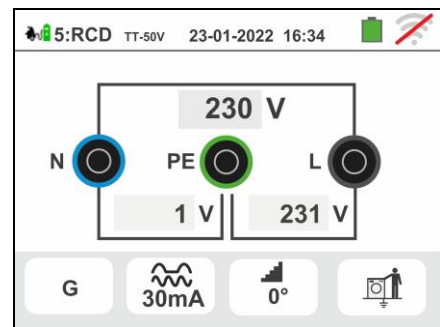 5:RCD TT-50V 23-01-2022 16:34
230 V
N PE L
1 V 231 V
G 30mA 0°